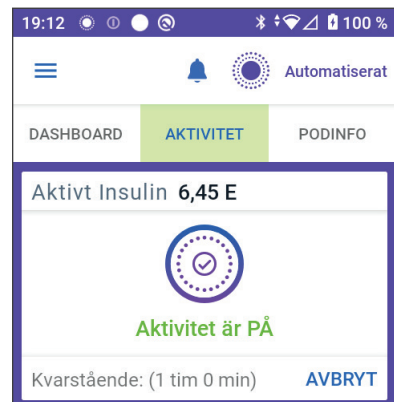 19:12 100 %
Automatiserat
DASHBOARD AKTIVITET PODINFO
Aktivt Insulin 6,45 E
Aktivitet är PÅ
Kvarstående: (1 tim 0 min) AVBRYT